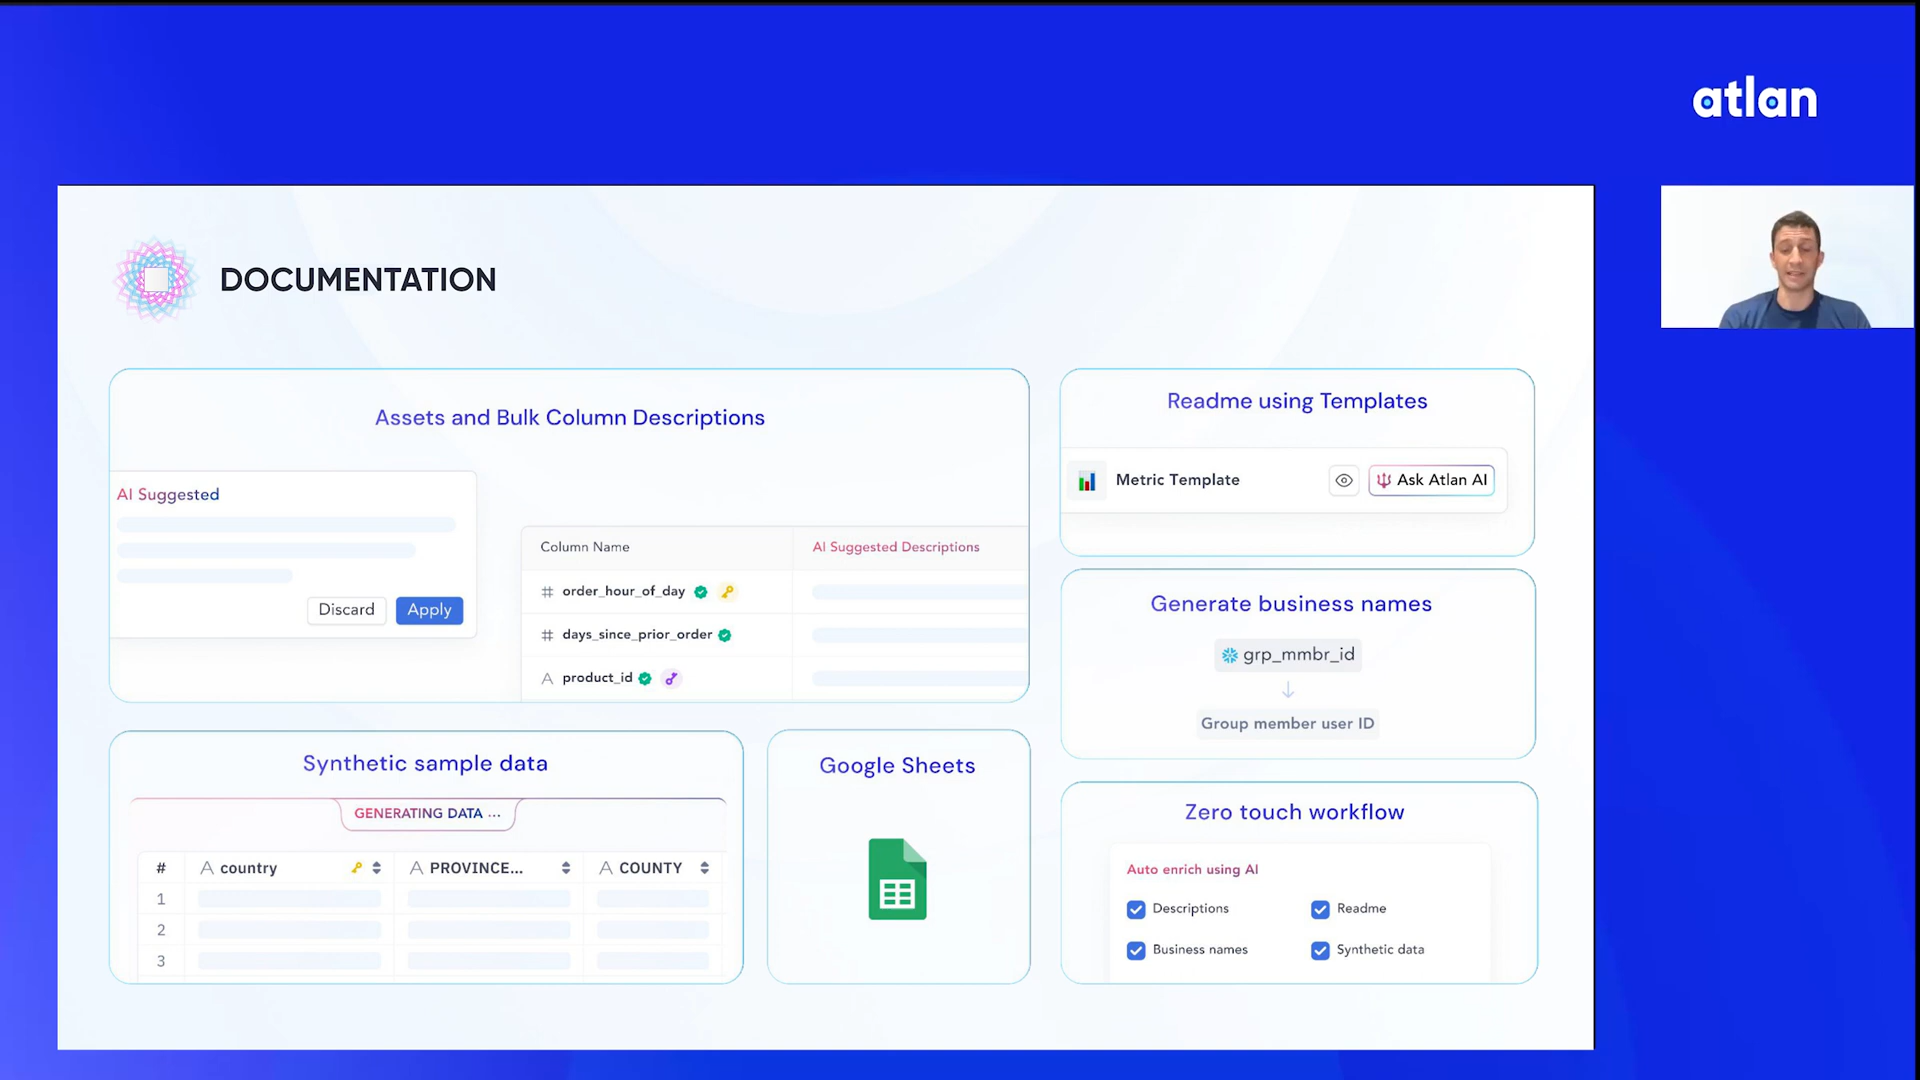 atlan
DOCUMENTATION
Assets and Bulk Column Descriptions
AI Suggested
Discard
Apply
Column Name
AI Suggested Descriptions
order_hour_of_day
days_since_prior_order
A product_id
Readme using Templates
Metric Template
Ask Atlan AI
Generate business names
grp_mmbr_id
Group member user ID
Synthetic sample data
GENERATING DATA ...
# A country A PROVINCE... A COUNTY
1
2
3
Google Sheets
Zero touch workflow
Auto enrich using AI
Descriptions
Readme
Business names
Synthetic data